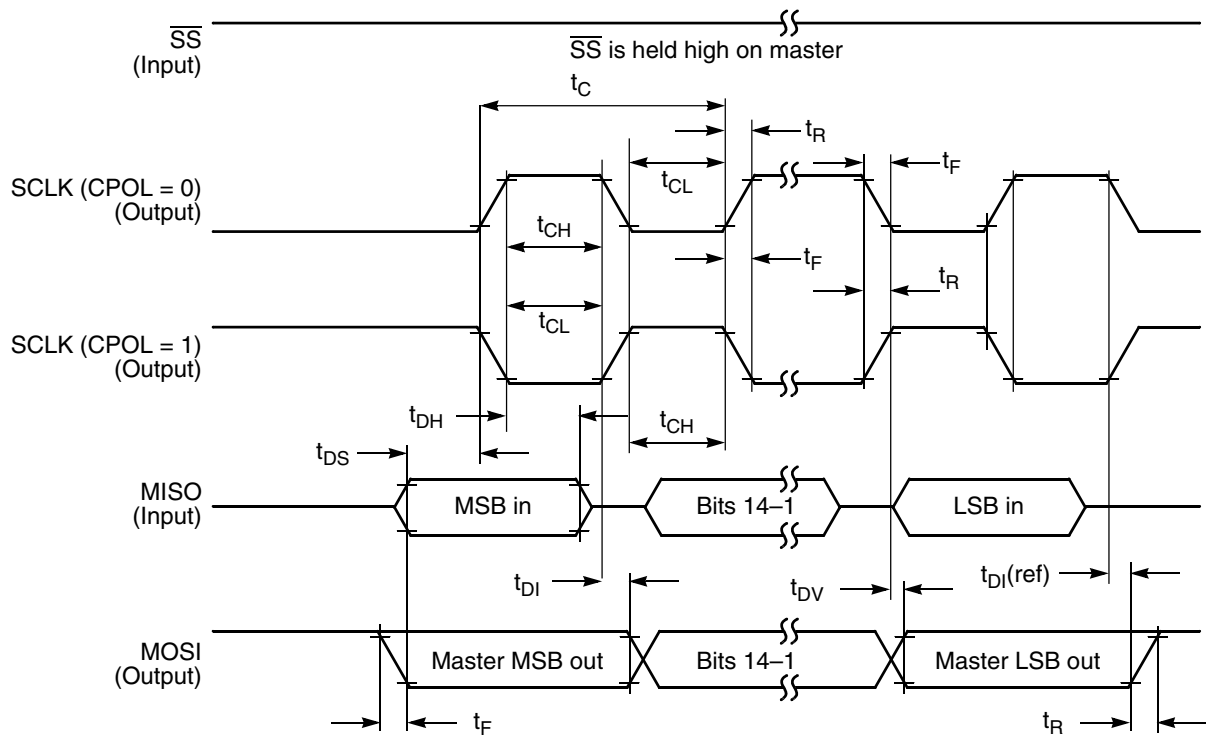 SS
(Input)
SS is held high on master
tC
tR
tF
SCLK (CPOL = 0)
(Output)
tCL
tCH
tF
tR
tCL
SCLK (CPOL = 1)
(Output)
tDH
tCH
tDS
MISO
(Input)
MSB in
Bits 14–1
LSB in
tDI
tDV
tDI(ref)
MOSI
(Output)
Master MSB out
Bits 14–1
Master LSB out
tF
tR